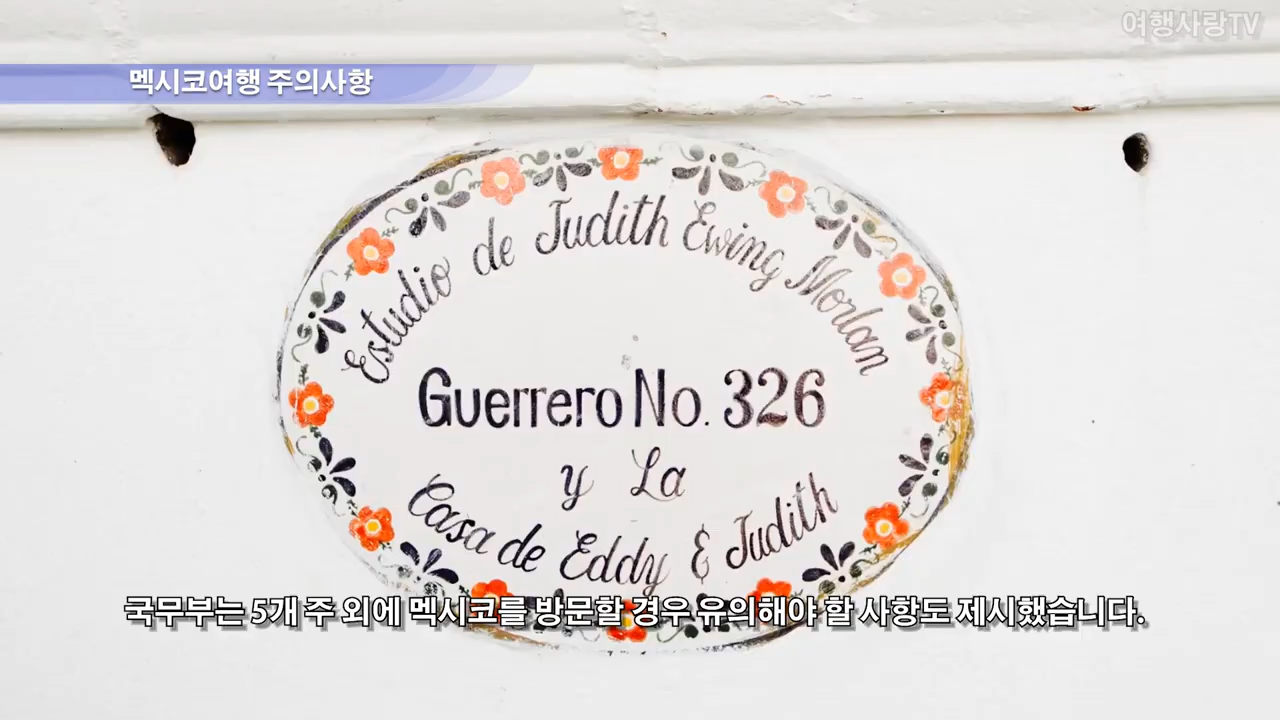 여행사랑TV
멕시코여행 주의사항
Estudio de Judith Ewing Morlan
Guerrero No. 326
y La
Casa de Eddy & Judith
국무부는 5개 주 외에 멕시코를 방문할 경우 유의해야 할 사항도 제시했습니다.